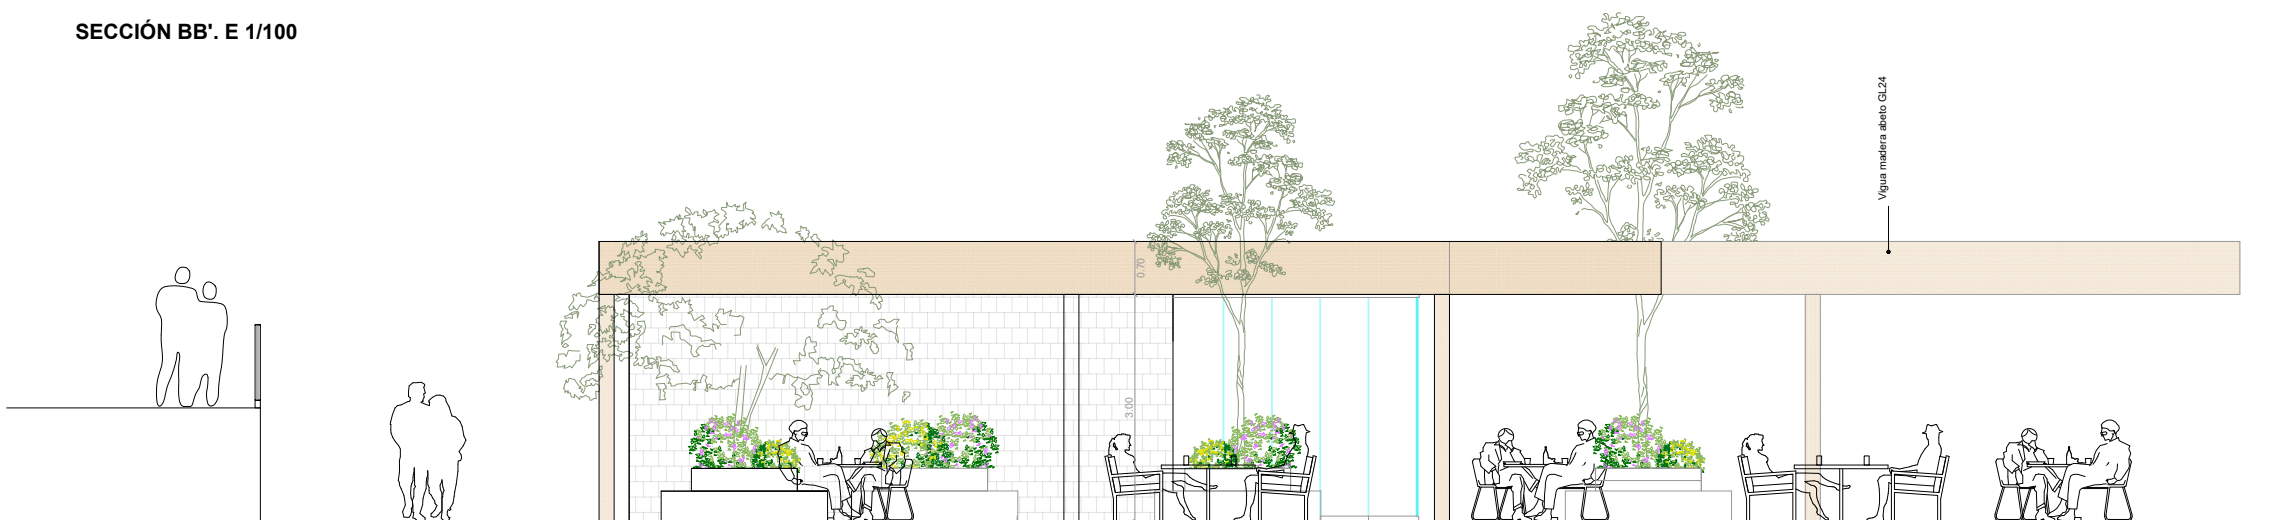 SECCIÓN BB'. E 1/100
Vigua madera abeto GL24
0.70
3.00